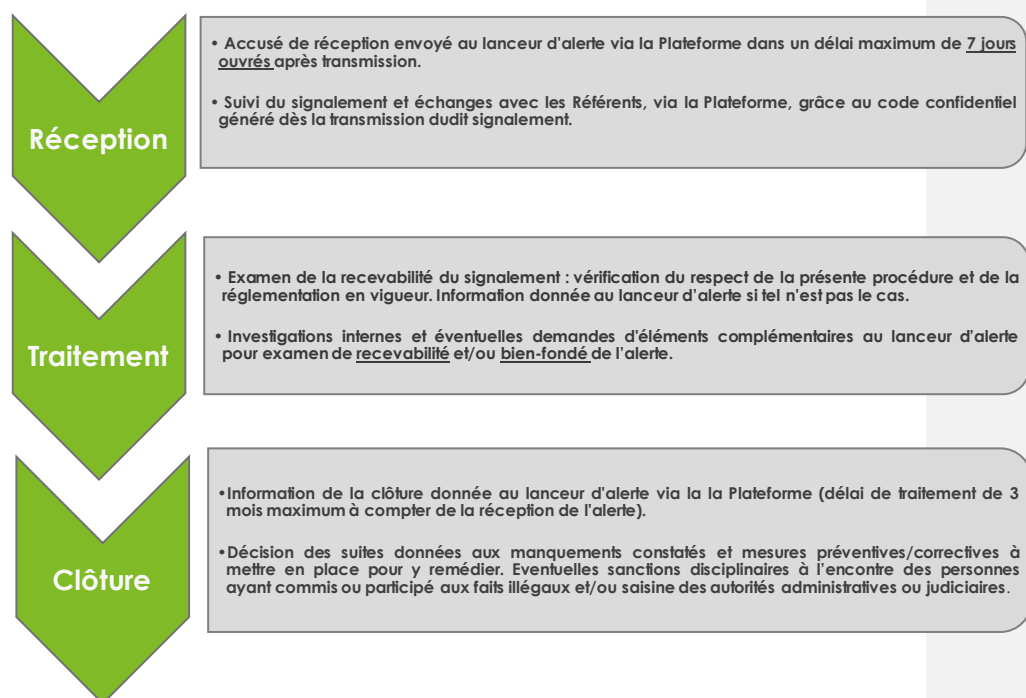 Réception
• Accusé de réception envoyé au lanceur d'alerte via la Plateforme dans un délai maximum de 7 jours
ouvrés après transmission.
• Suivi du signalement et échanges avec les Référents, via la Plateforme, grâce au code confidentiel
généré dès la transmission dudit signalement.
Traitement
• Examen de la recevabilité du signalement : vérification du respect de la présente procédure et de la
réglementation en vigueur. Information donnée au lanceur d'alerte si tel n'est pas le cas.
• Investigations internes et éventuelles demandes d'éléments complémentaires au lanceur d'alerte
pour examen de recevabilité et/ou bien-fondé de l'alerte.
Clôture
•Information de la clôture donnée au lanceur d'alerte via la la Plateforme (délai de traitement de 3
mois maximum à compter de la réception de l'alerte).
•Décision des suites données aux manquements constatés et mesures préventives/correctives à
mettre en place pour y remédier. Eventuelles sanctions disciplinaires à l'encontre des personnes
ayant commis ou participé aux faits illégaux et/ou saisine des autorités administratives ou judiciaires.